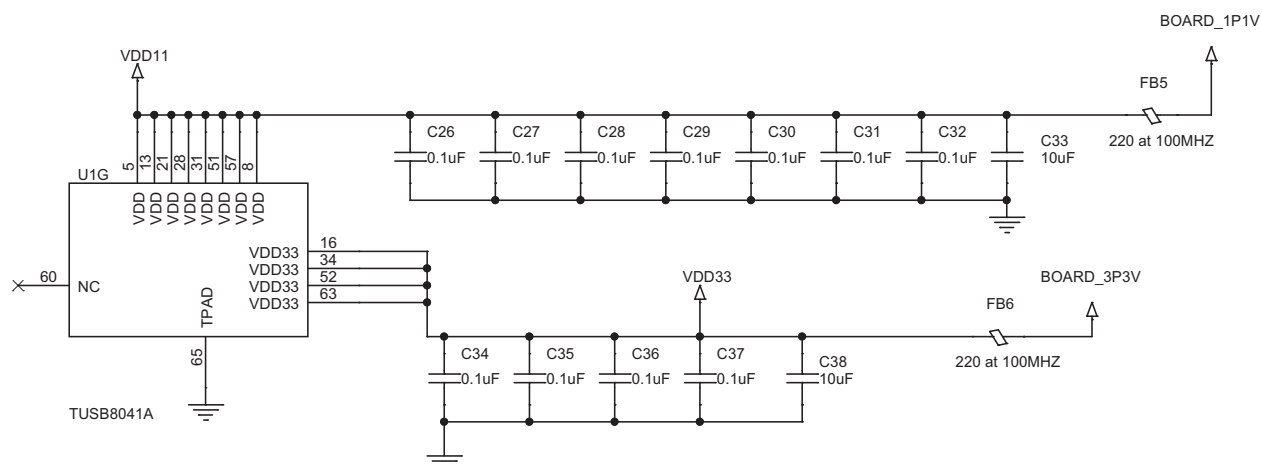 BOARD_1P1V
VDD11
FB5
220 at 100MHZ
C26
0.1uF
C27
0.1uF
C28
0.1uF
C29
0.1uF
C30
0.1uF
C31
0.1uF
C32
0.1uF
C33
10uF
5
13
21
28
31
51
57
8
U1G
VDD
VDD
VDD
VDD
VDD
VDD
VDD
VDD
VDD33 16
VDD33 34
VDD33 52
VDD33 63
60 NC
TPAD
65
TUSB8041A
VDD33
BOARD_3P3V
FB6
220 at 100MHZ
C34
0.1uF
C35
0.1uF
C36
0.1uF
C37
0.1uF
C38
10uF